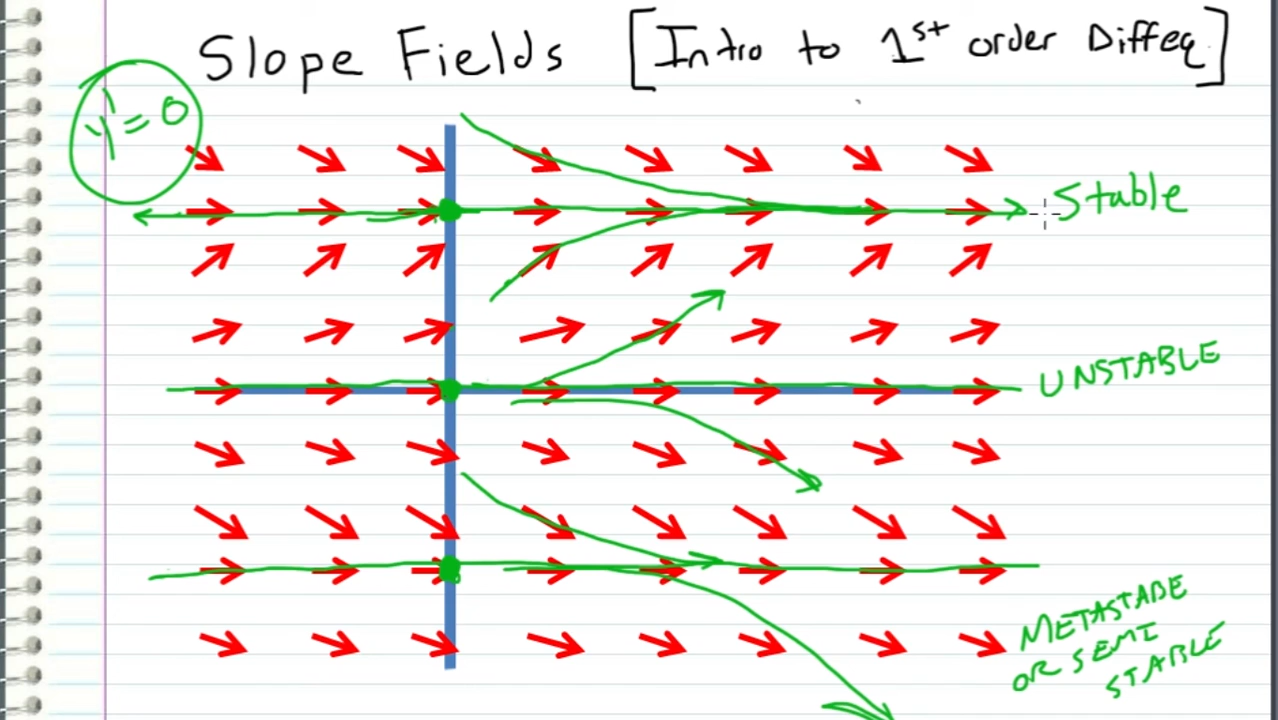 Slope Fields [Intro to 1st order Diffeq]
y'=0
Stable
UNSTABLE
METASTABE
OR SEMI
STABLE